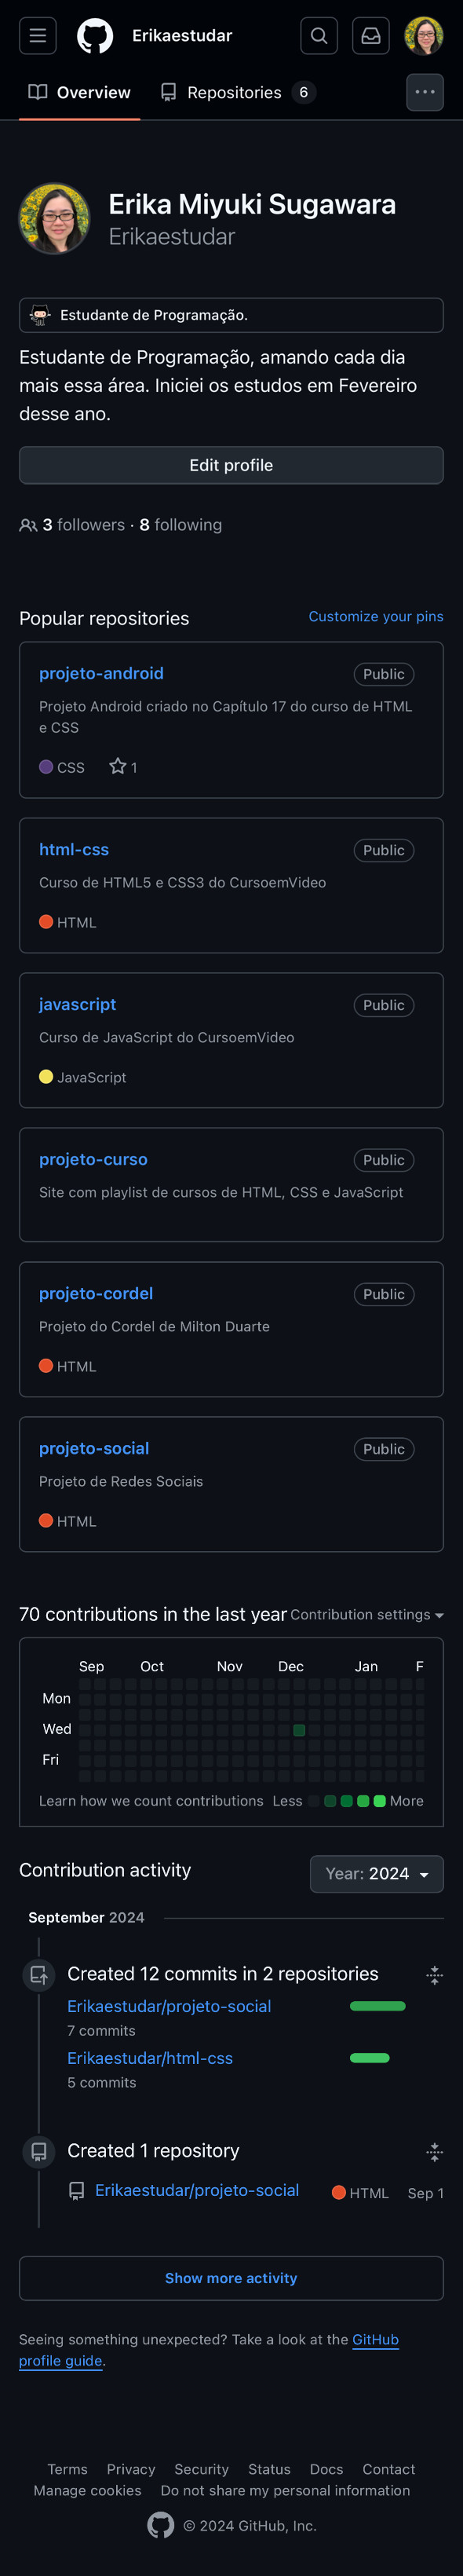 Erikaestudar
Overview
Repositories 6
Erika Miyuki Sugawara
Erikaestudar
Estudante de Programação.
Estudante de Programação, amando cada dia
mais essa área. Iniciei os estudos em Fevereiro
desse ano.
Edit profile
3 followers · 8 following
Popular repositories
Customize your pins
projeto-android
Public
Projeto Android criado no Capítulo 17 do curso de HTML
e CSS
CSS 1
html-css
Public
Curso de HTML5 e CSS3 do CursoemVideo
HTML
javascript
Public
Curso de JavaScript do CursoemVideo
JavaScript
projeto-curso
Public
Site com playlist de cursos de HTML, CSS e JavaScript
projeto-cordel
Public
Projeto do Cordel de Milton Duarte
HTML
projeto-social
Public
Projeto de Redes Sociais
HTML
70 contributions in the last year
Contribution settings
Sep Oct Nov Dec Jan F
Mon
Wed
Fri
Learn how we count contributions
Less More
Contribution activity
Year: 2024
September 2024
Created 12 commits in 2 repositories
Erikaestudar/projeto-social
7 commits
Erikaestudar/html-css
5 commits
Created 1 repository
Erikaestudar/projeto-social
HTML
Sep 1
Show more activity
Seeing something unexpected? Take a look at the GitHub
profile guide.
Terms Privacy Security Status Docs Contact
Manage cookies Do not share my personal information
© 2024 GitHub, Inc.